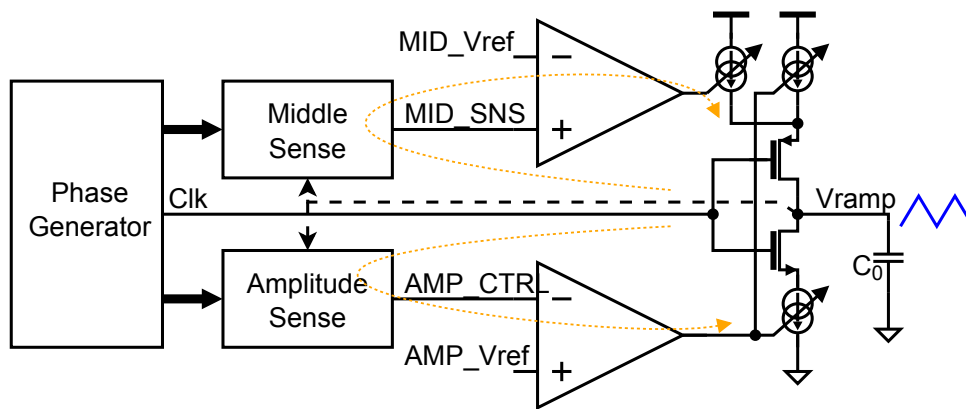 MID_Vref
−
Middle
Sense
MID_SNS
+
Phase
Generator
Clk
Vramp
C0
Amplitude
Sense
AMP_CTRL
−
AMP_Vref
+